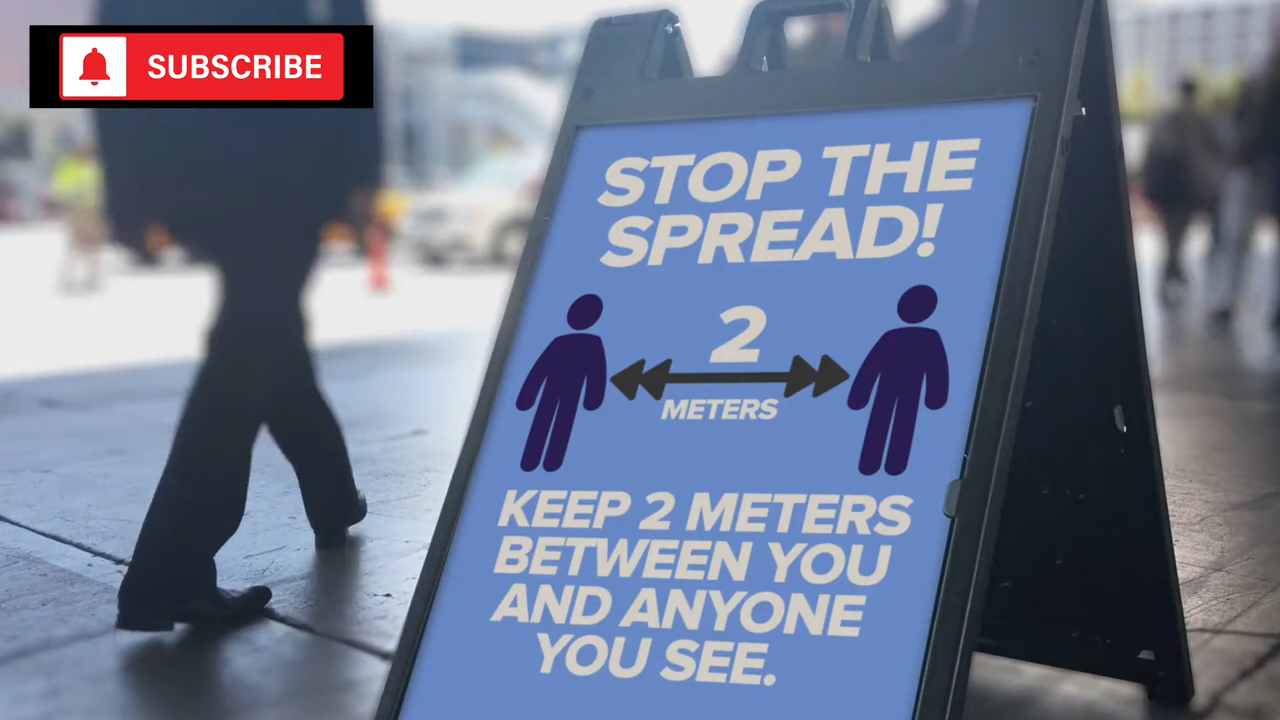 SUBSCRIBE
STOP THE
SPREAD!
2
METERS
KEEP 2 METERS
BETWEEN YOU
AND ANYONE
YOU SEE.